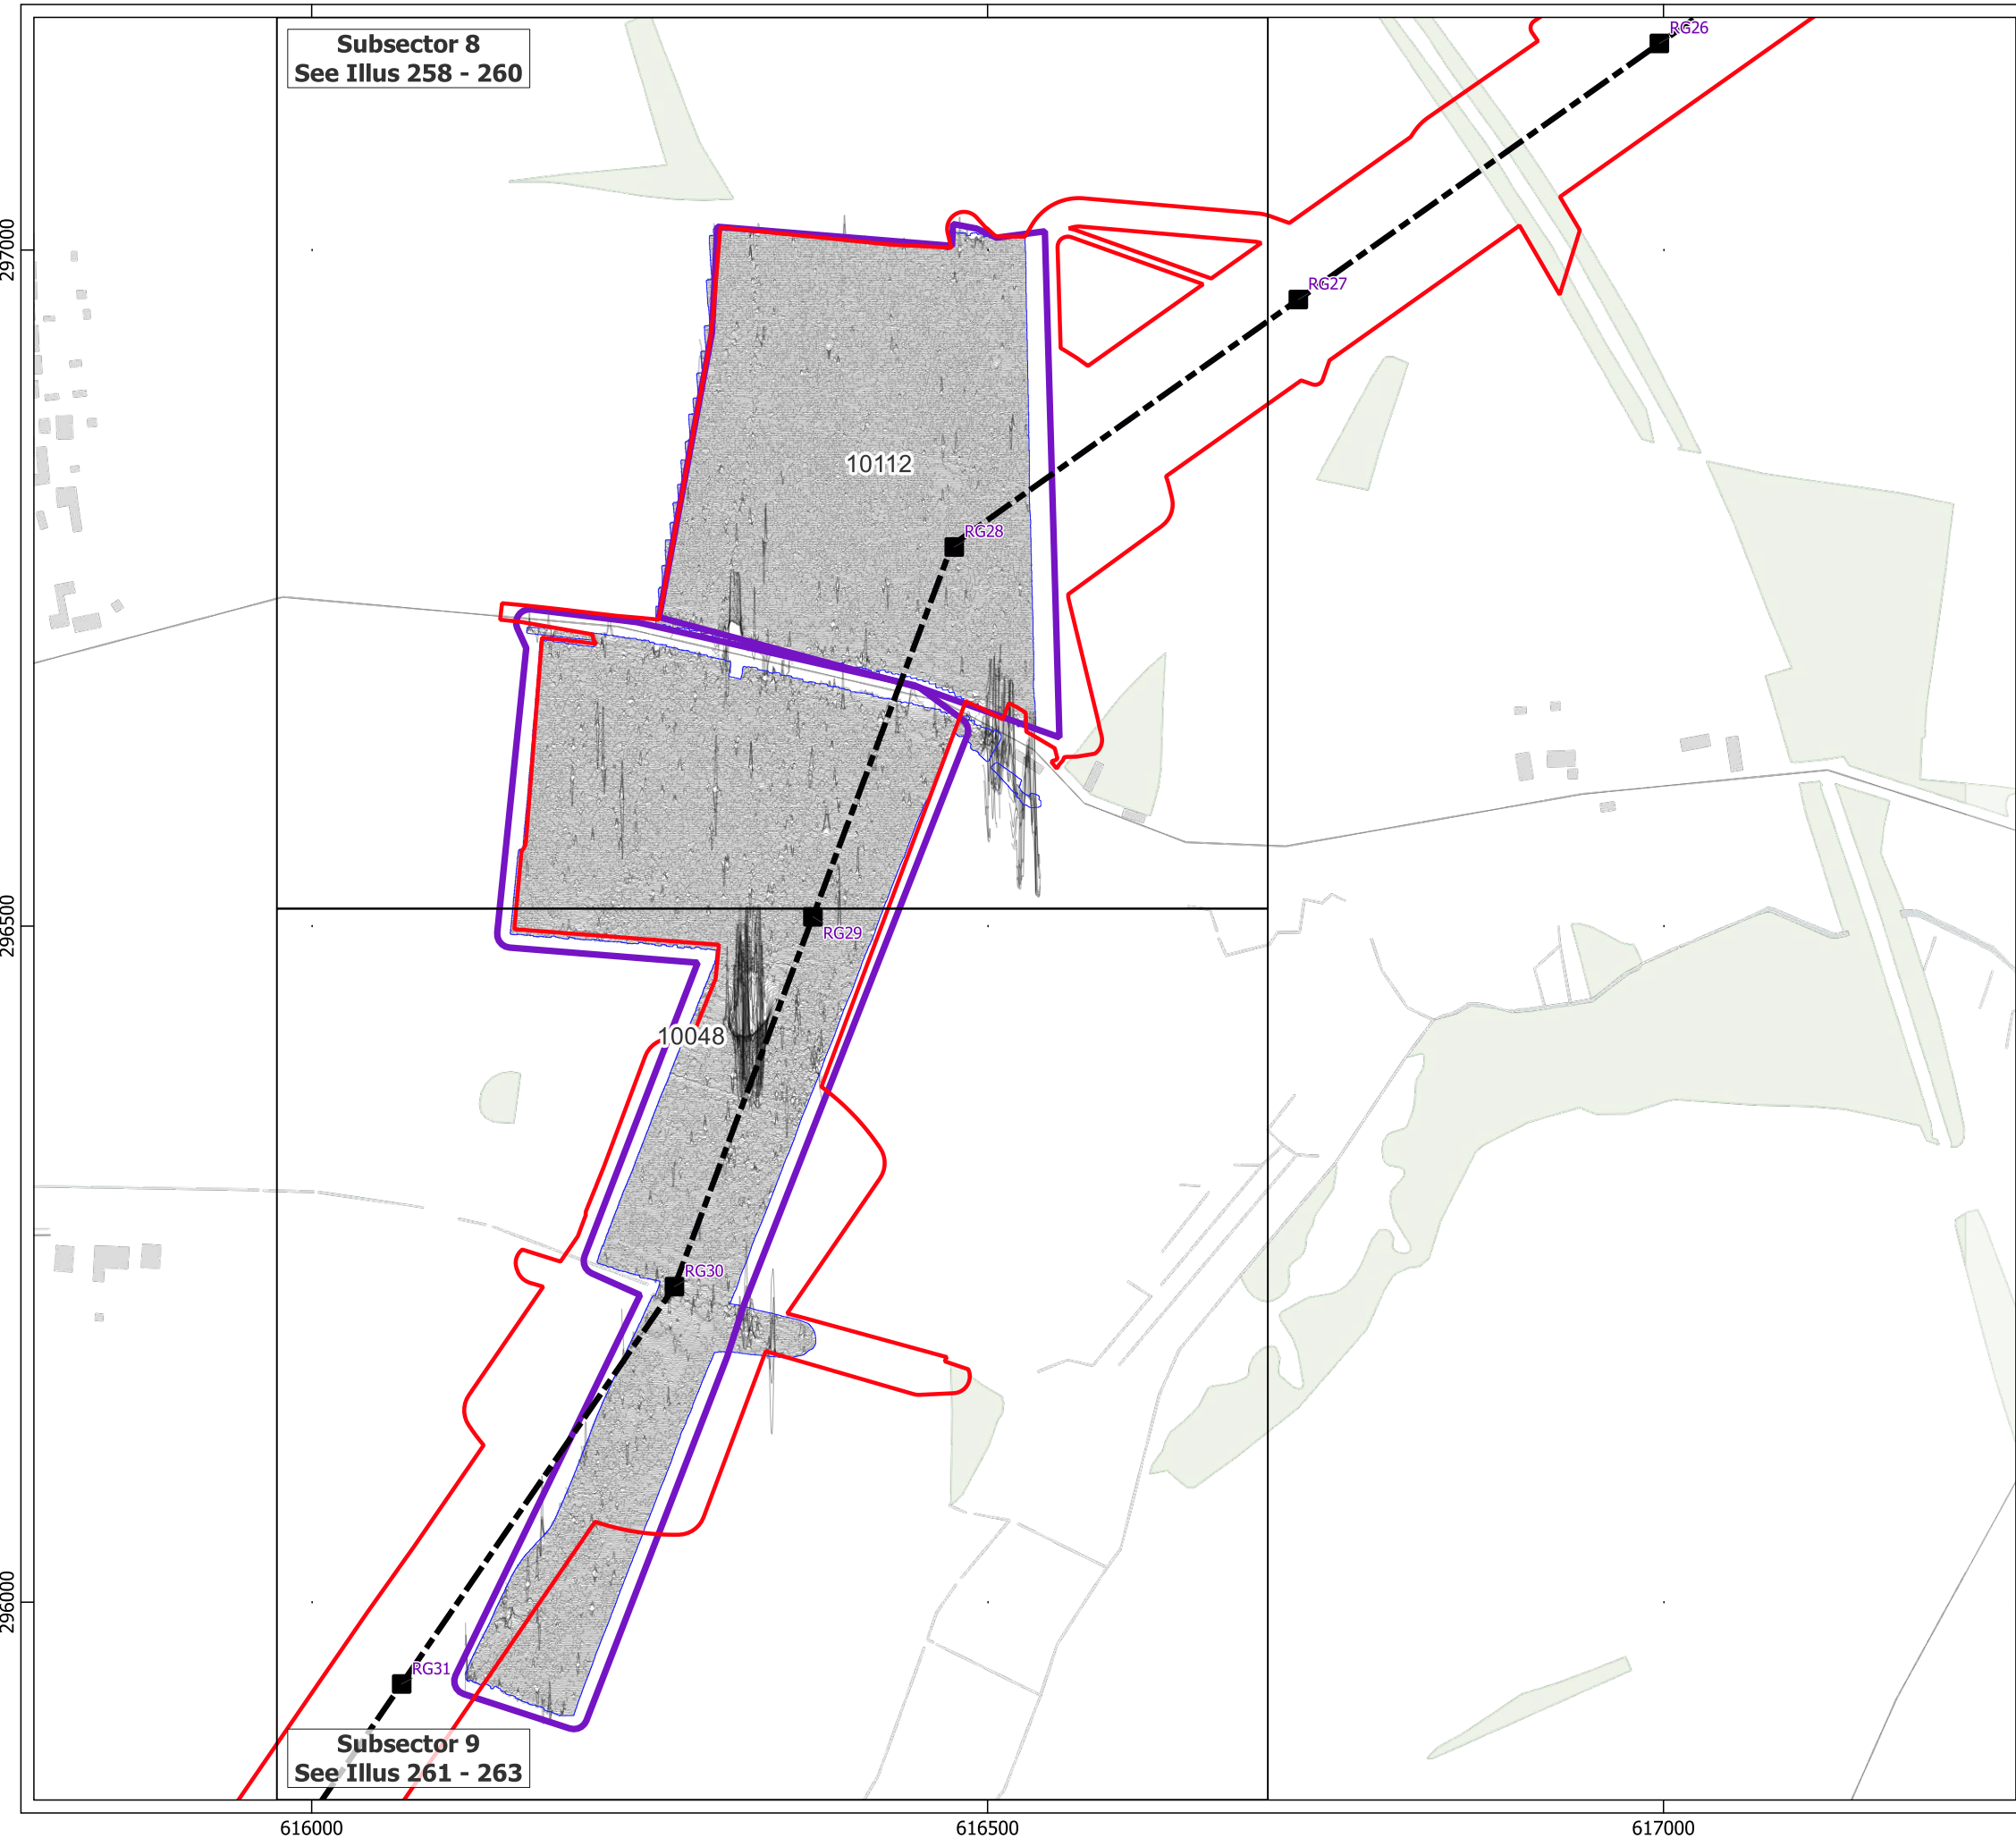 Subsector 8
See Illus 258 - 260
RG26
297000
RG27
10112
RG28
296500
RG29
10048
RG30
296000
RG31
Subsector 9
See Illus 261 - 263
616000
616500
617000